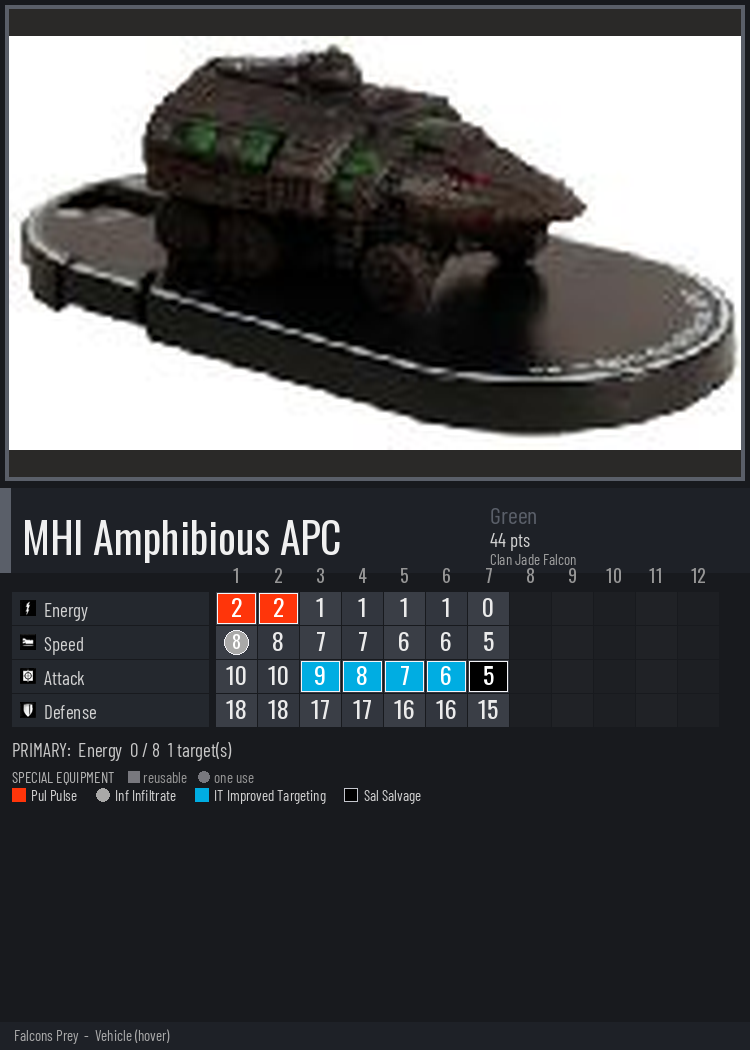 MHI Amphibious APC
Green
44 pts
Clan Jade Falcon
1 2 3 4 5 6 7 8 9 10 11 12
Energy 2 2 1 1 1 1 0
Speed 8 8 7 7 6 6 5
Attack 10 10 9 8 7 6 5
Defense 18 18 17 17 16 16 15
PRIMARY: Energy 0 / 8 1 target(s)
SPECIAL EQUIPMENT reusable one use
Pul Pulse Inf Infiltrate IT Improved Targeting Sal Salvage
Falcons Prey - Vehicle (hover)